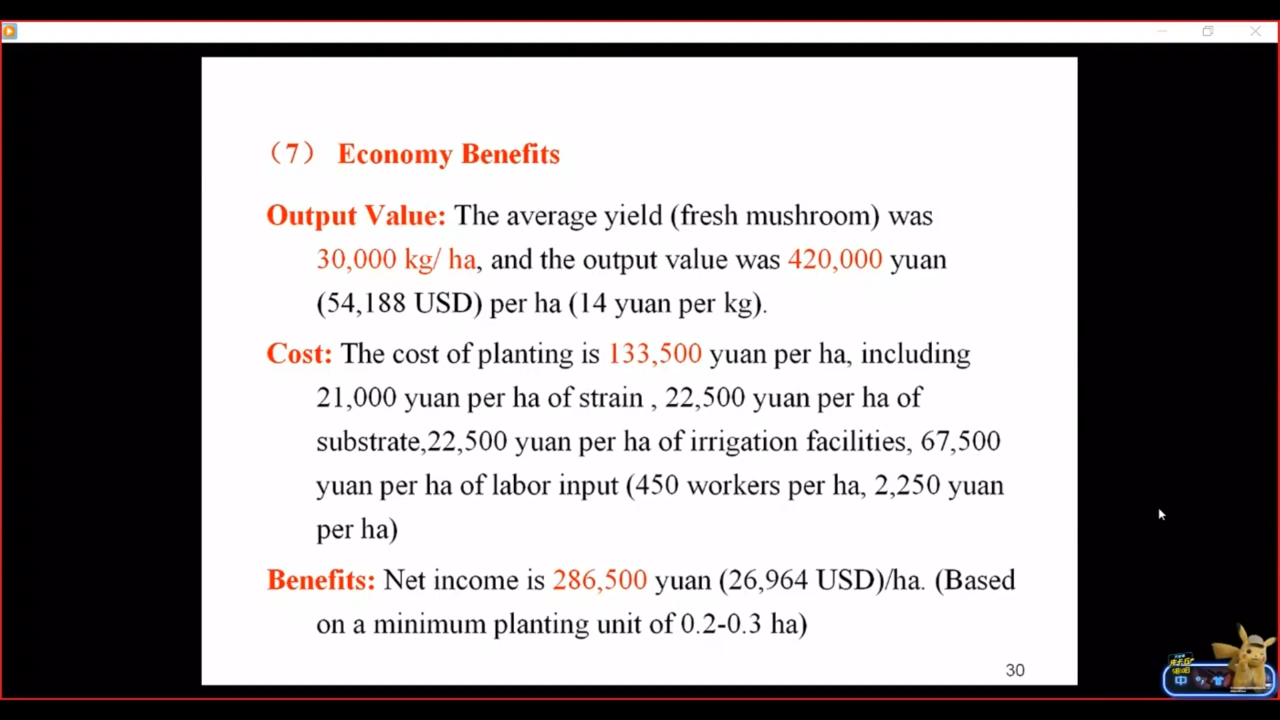 （7） Economy Benefits
Output Value: The average yield (fresh mushroom) was
30,000 kg/ ha, and the output value was 420,000 yuan
(54,188 USD) per ha (14 yuan per kg).
Cost: The cost of planting is 133,500 yuan per ha, including
21,000 yuan per ha of strain , 22,500 yuan per ha of
substrate,22,500 yuan per ha of irrigation facilities, 67,500
yuan per ha of labor input (450 workers per ha, 2,250 yuan
per ha)
Benefits: Net income is 286,500 yuan (26,964 USD)/ha. (Based
on a minimum planting unit of 0.2-0.3 ha)
30
中